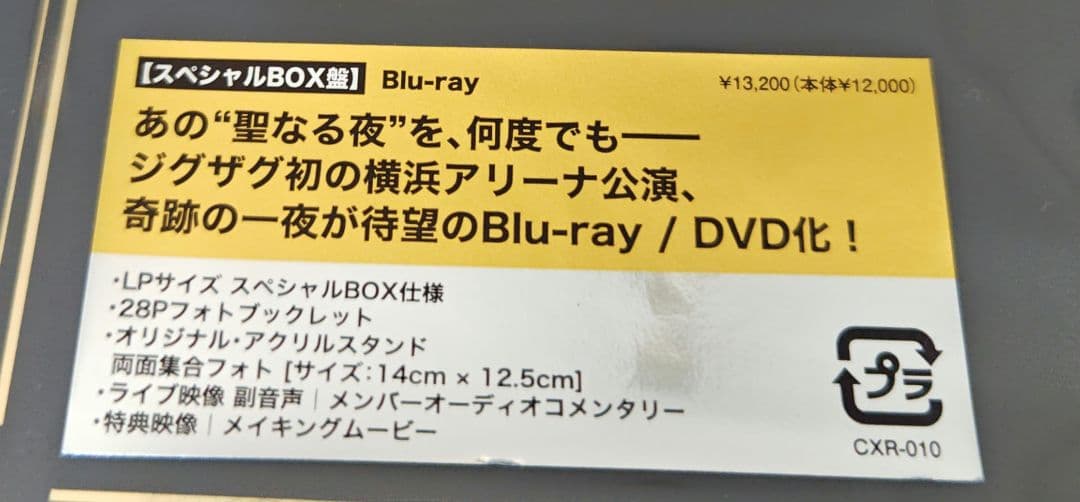 【スペシャルBOX盤】 Blu-ray ¥13,200（本体¥12,000）
あの“聖なる夜”を、何度でも――
ジグザグ初の横浜アリーナ公演、
奇跡の一夜が待望のBlu-ray / DVD化！
・LPサイズ スペシャルBOX仕様
・28Pフォトブックレット
・オリジナル・アクリルスタンド
両面集合フォト [サイズ：14cm × 12.5cm]
・ライブ映像 副音声｜メンバーオーディオコメンタリー
・特典映像｜メイキングムービー
プラ
CXR-010